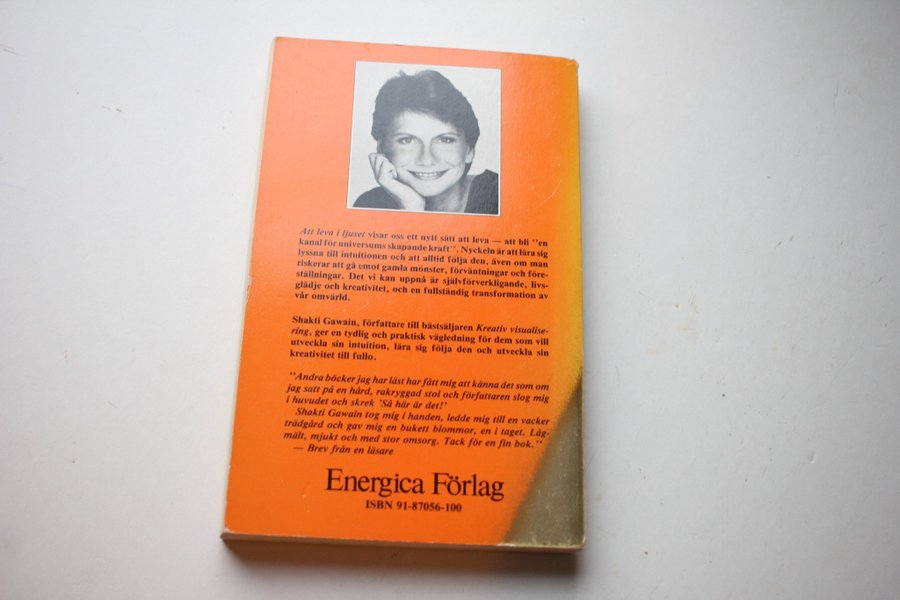 Att leva i ljuset visar oss ett nytt sätt att leva — att bli "en
kanal för universums skapande kraft". Nyckeln är att lära sig
lyssna till intuitionen och att alltid följa den, även om man
riskerar att gå emot gamla mönster, förväntningar och före-
ställningar. Det vi kan uppnå är självförverkligande, livs-
glädje och kreativitet, och en fullständig transformation av
vår omvärld.
Shakti Gawain, författare till bästsäljaren Kreativ visualise-
ring, ger en tydlig och praktisk vägledning för dem som vill
utveckla sin intuition, lära sig följa den och utveckla sin
kreativitet till fullo.
"Andra böcker jag har läst har fått mig att känna det som om
jag satt på en hård, rakryggad stol och författaren slog mig
i huvudet och skrek 'Så här är det!'
Shakti Gawain tog mig i handen, ledde mig till en vacker
trädgård och gav mig en bukett blommor, en i taget. Låg-
mält, mjukt och med stor omsorg. Tack för en fin bok."
— Brev från en läsare
Energica Förlag
ISBN 91-87056-100